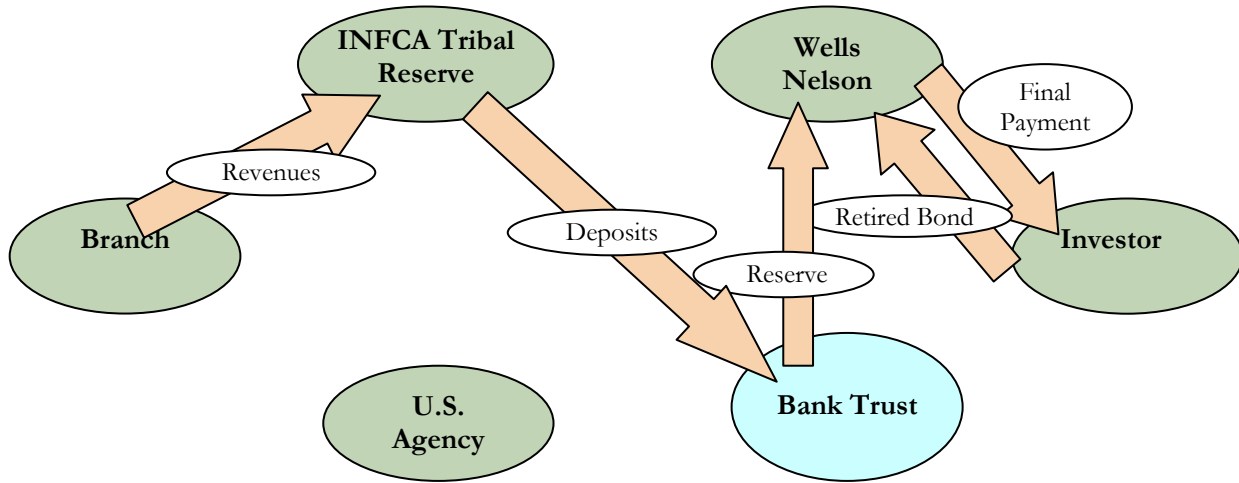 INFCA Tribal
Reserve
Wells
Nelson
Final
Payment
Revenues
Branch
Deposits
Retired Bond
Investor
Reserve
U.S.
Agency
Bank Trust